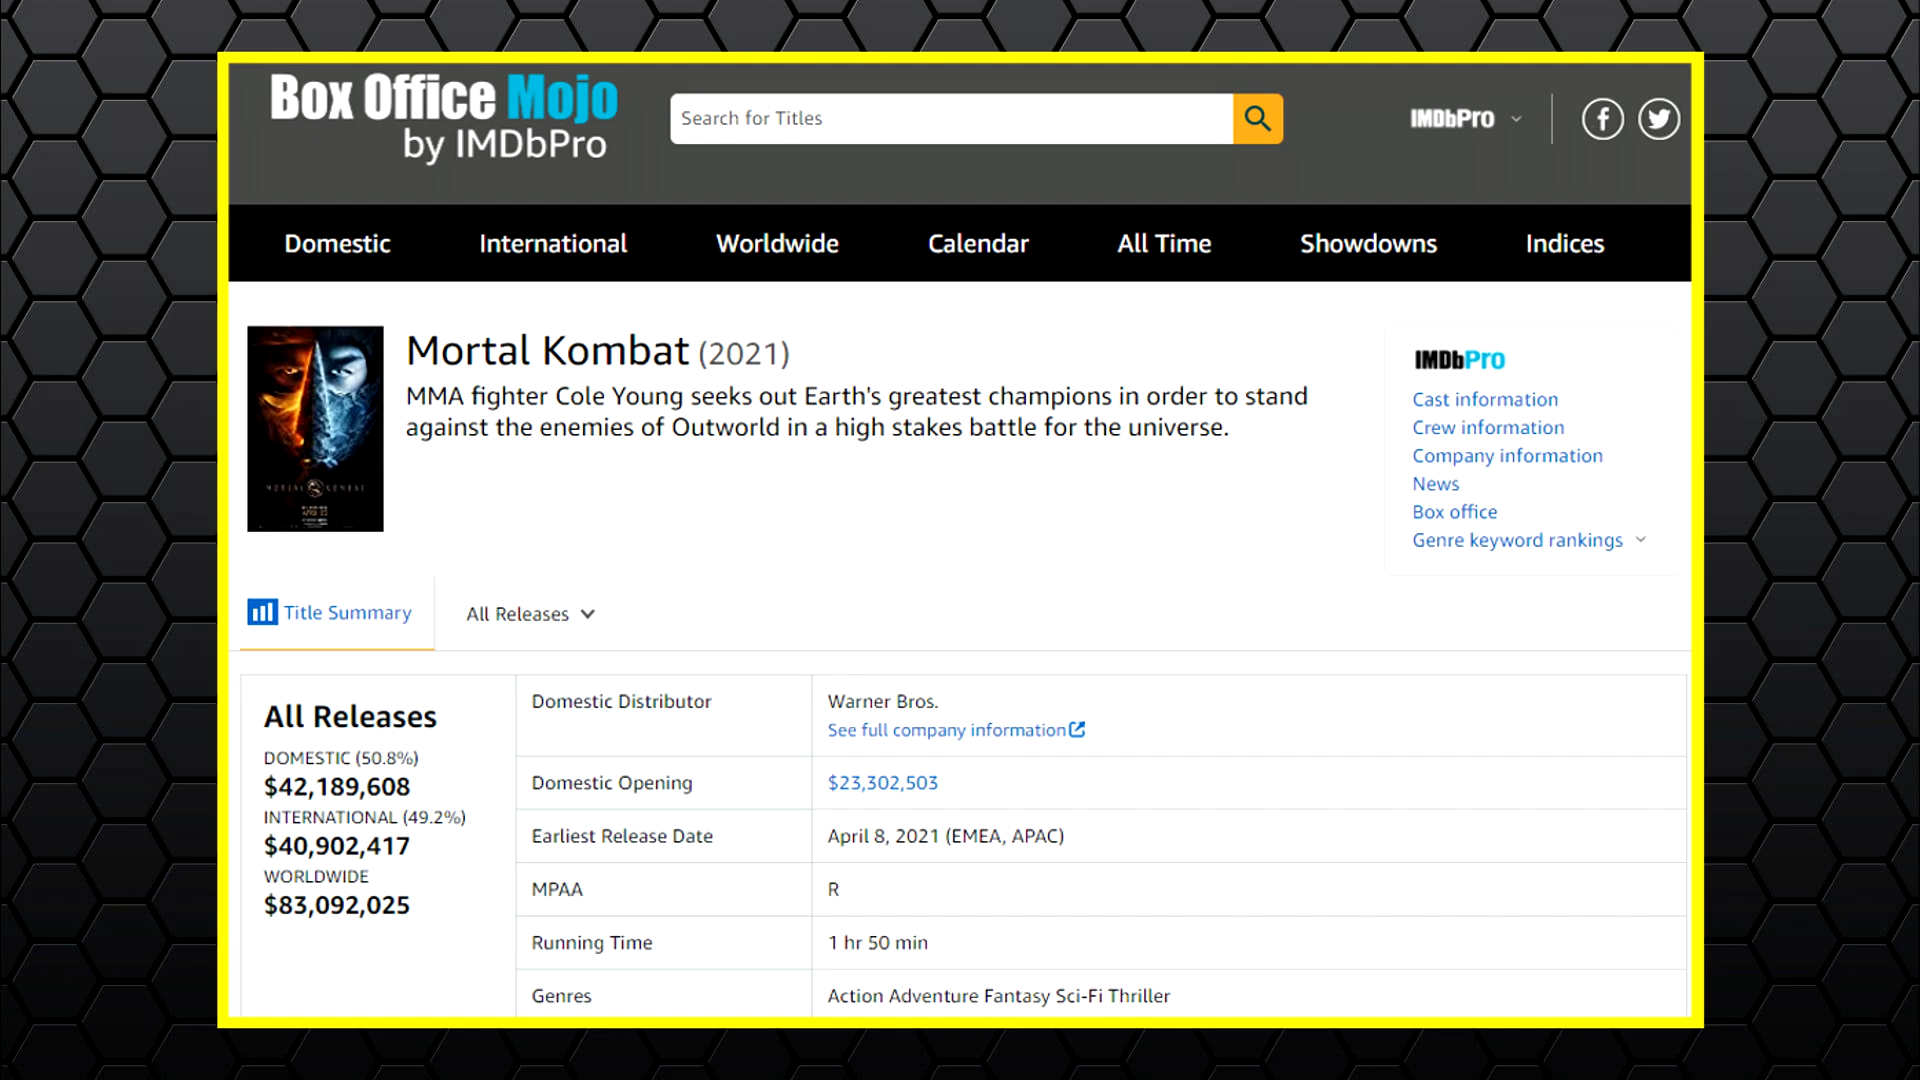 Box Office Mojo
by IMDbPro
Search for Titles
IMDbPro
Domestic
International
Worldwide
Calendar
All Time
Showdowns
Indices
Mortal Kombat (2021)
MMA fighter Cole Young seeks out Earth's greatest champions in order to stand
against the enemies of Outworld in a high stakes battle for the universe.
MORTAL KOMBAT
IMDbPro
Cast information
Crew information
Company information
News
Box office
Genre keyword rankings
Title Summary
All Releases
All Releases
DOMESTIC (50.8%)
$42,189,608
INTERNATIONAL (49.2%)
$40,902,417
WORLDWIDE
$83,092,025
Domestic Distributor
Warner Bros.
See full company information
Domestic Opening
$23,302,503
Earliest Release Date
April 8, 2021 (EMEA, APAC)
MPAA
R
Running Time
1 hr 50 min
Genres
Action Adventure Fantasy Sci-Fi Thriller